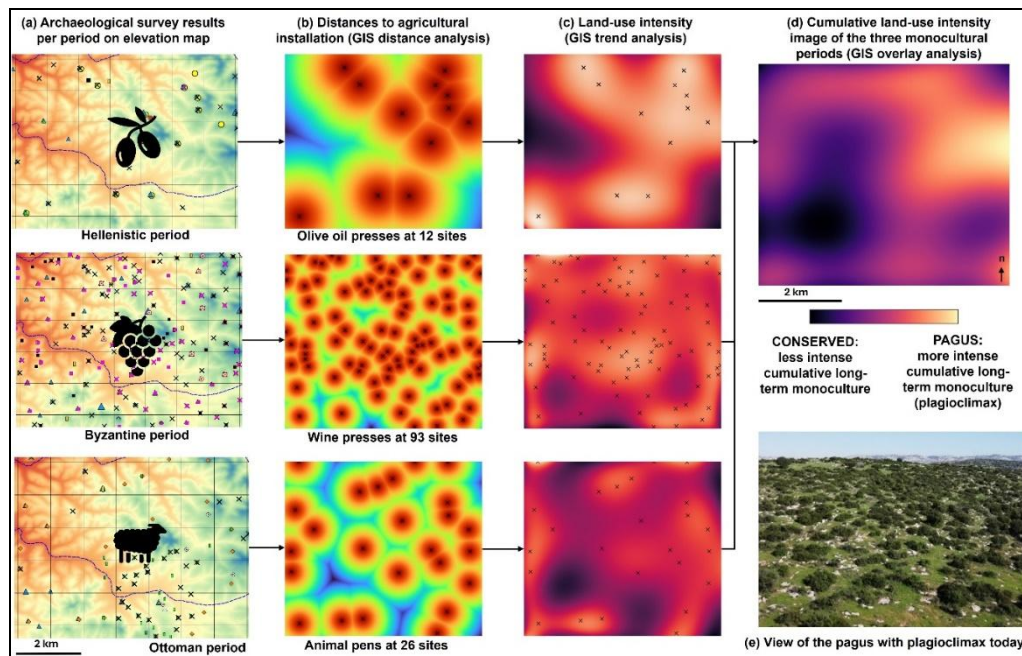 (a) Archaeological survey results
per period on elevation map
(b) Distances to agricultural
installation (GIS distance analysis)
(c) Land-use intensity
(GIS trend analysis)
(d) Cumulative land-use intensity
image of the three monocultural
periods (GIS overlay analysis)
Hellenistic period
Olive oil presses at 12 sites
n
2 km
Byzantine period
Wine presses at 93 sites
CONSERVED:
less intense
cumulative long-
term monoculture
PAGUS:
more intense
cumulative long-
term monoculture
(plagioclimax)
Ottoman period
2 km
Animal pens at 26 sites
(e) View of the pagus with plagioclimax today